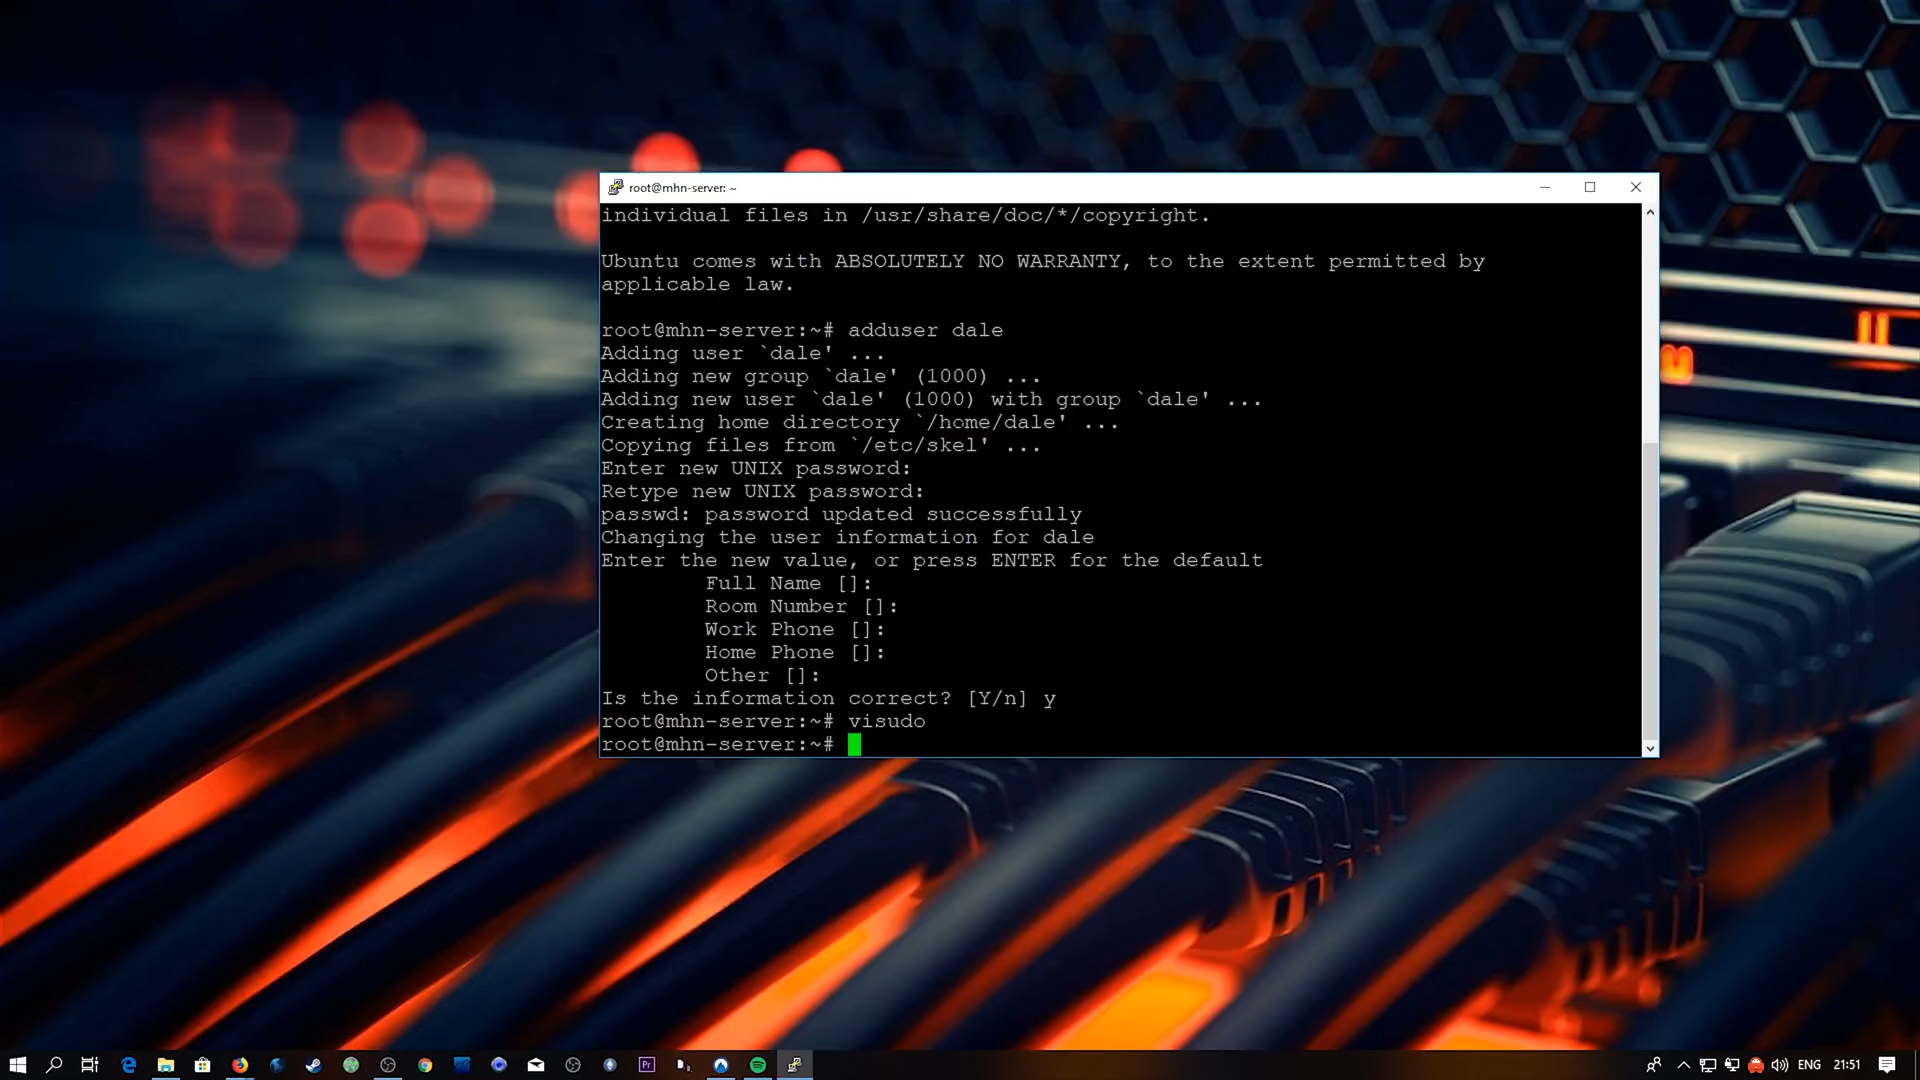 root@mhn-server: ~
individual files in /usr/share/doc/*/copyright.
Ubuntu comes with ABSOLUTELY NO WARRANTY, to the extent permitted by
applicable law.
root@mhn-server:~# adduser dale
Adding user `dale' ...
Adding new group `dale' (1000) ...
Adding new user `dale' (1000) with group `dale' ...
Creating home directory `/home/dale' ...
Copying files from `/etc/skel' ...
Enter new UNIX password:
Retype new UNIX password:
passwd: password updated successfully
Changing the user information for dale
Enter the new value, or press ENTER for the default
Full Name []:
Room Number []:
Work Phone []:
Home Phone []:
Other []:
Is the information correct? [Y/n] y
root@mhn-server:~# visudo
root@mhn-server:~#
Pr
ENG 21:51